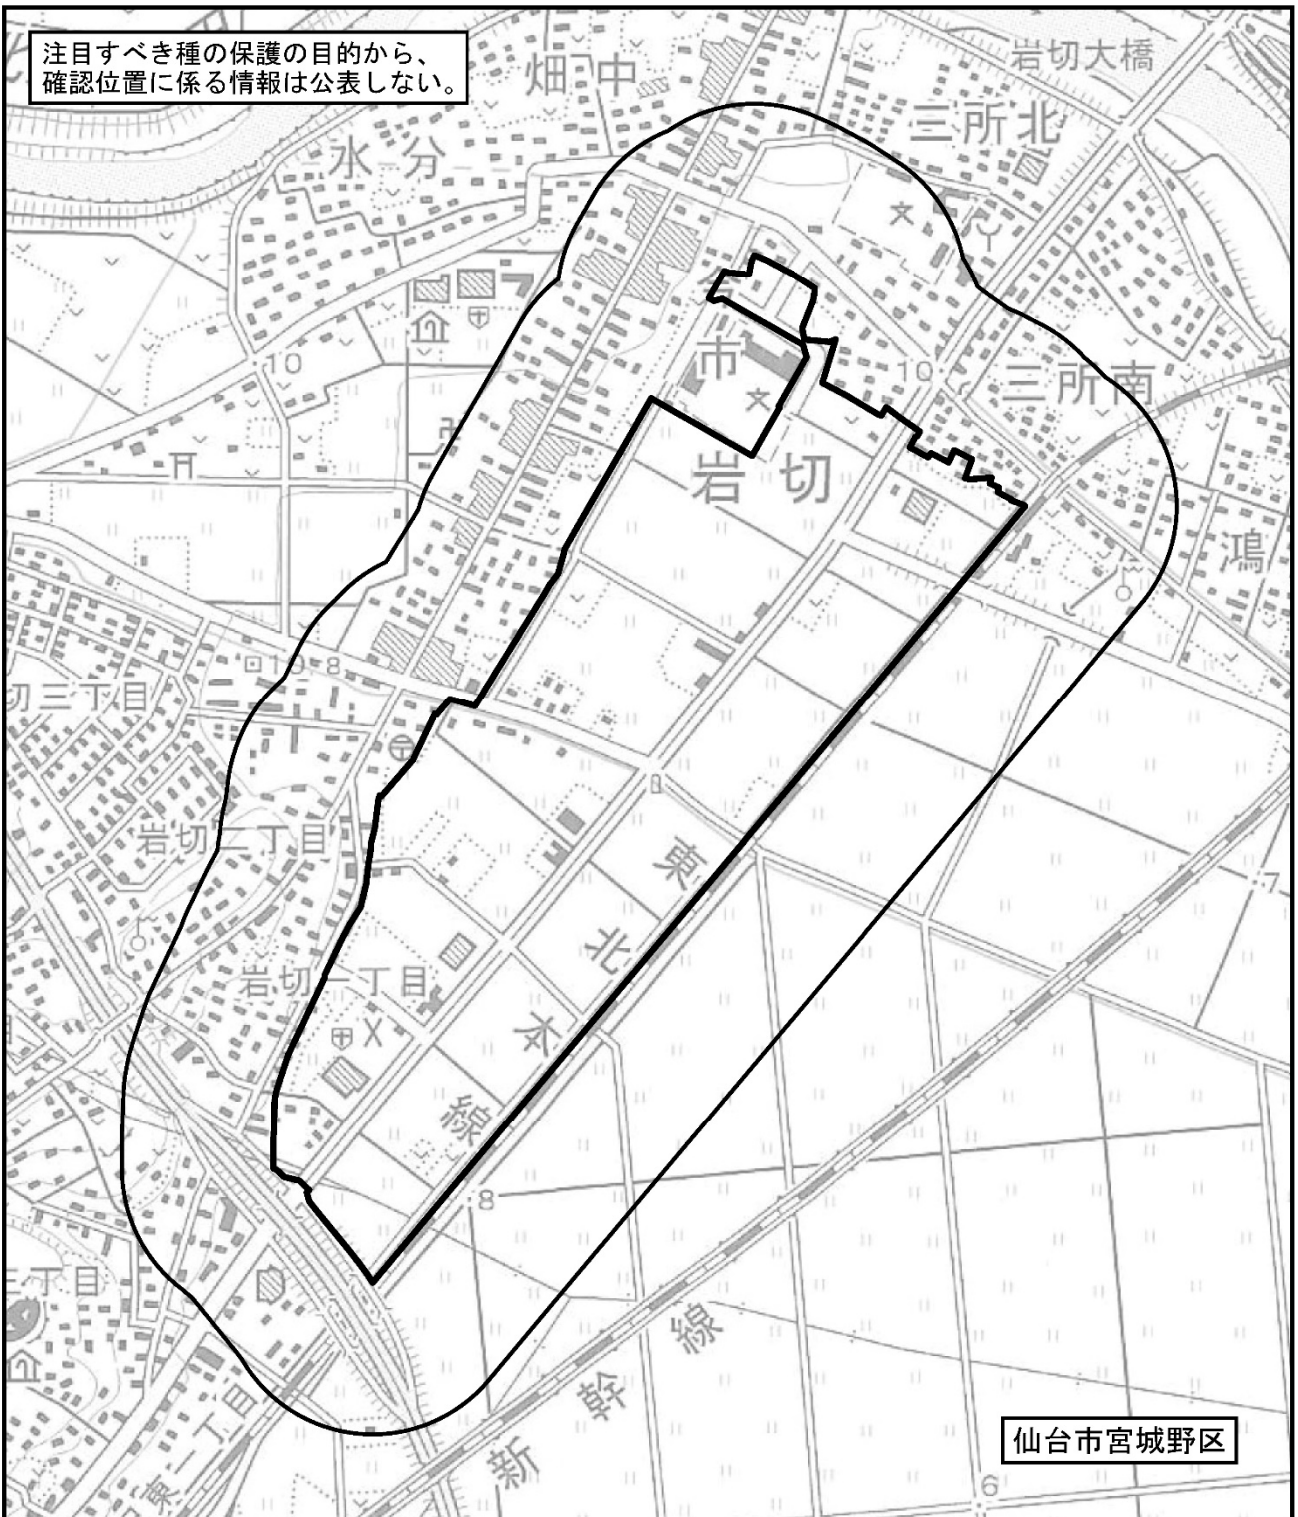 注目すべき種の保護の目的から、
確認位置に係る情報は公表しない。
畑中
岩切大橋
三所北
水分
市
10
10
三所南
岩切
鴻
10.8
切三丁目
岩切二丁目
東北本線
7
岩切一丁目
8
三丁目
新幹線
東二丁目
仙台市宮城野区
6